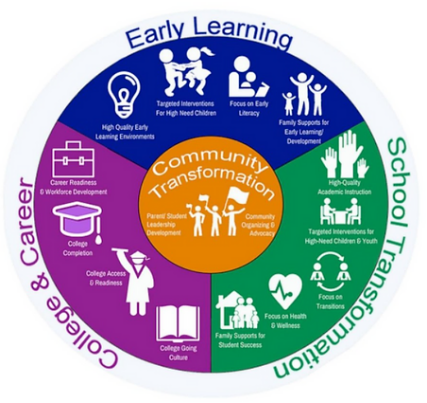 Early Learning
High Quality Early
Learning Environments
Targeted Interventions
For High Need Children
Focus on Early
Literacy
Family Supports for
Early Learning/
Development
School Transformation
High-Quality
Academic Instruction
Targeted Interventions for
High-Need Children & Youth
Focus on
Transitions
Focus on Health
& Wellness
Family Supports for
Student Success
College & Career
Career Readiness
& Workforce Development
College
Completion
College Access
& Readiness
College Going
Culture
Community
Transformation
Parent/ Student
Leadership
Development
Community
Organizing &
Advocacy